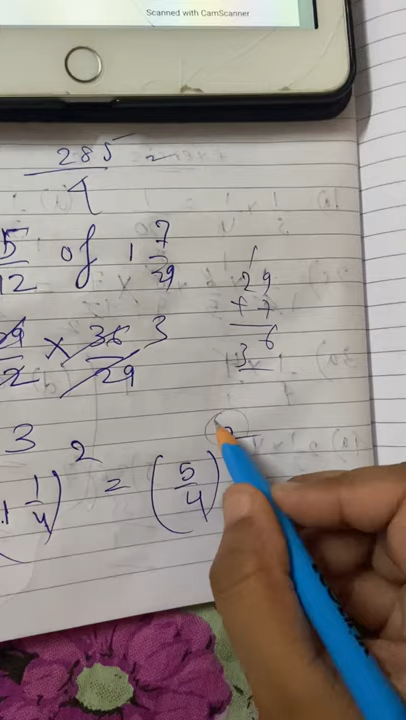 Scanned with CamScanner
285
4
5/12 of 1 7/29
29
+ 7
36
29/2 × 36/29 3
3
(1 1/4)² = (5/4)